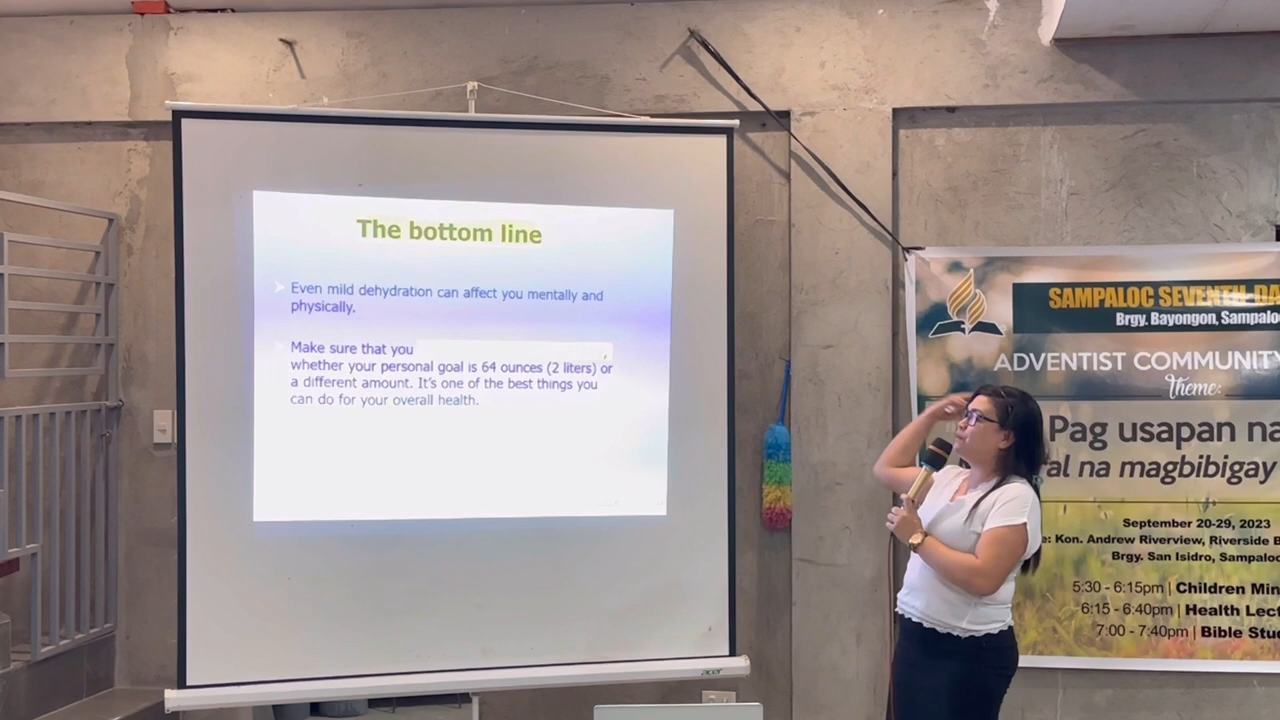 The bottom line
Even mild dehydration can affect you mentally and
physically.
Make sure that you
whether your personal goal is 64 ounces (2 liters) or
a different amount. It's one of the best things you
can do for your overall health.
acer
SAMPALOC SEVENTH-DA
Brgy. Bayongon, Sampaloc
ADVENTIST COMMUNITY
Theme:
Pag usapan na
al na magbibigay
September 20-29, 2023
e: Kon. Andrew Riverview, Riverside B
Brgy. San Isidro, Sampaloc
5:30 - 6:15pm | Children Min
6:15 - 6:40pm | Health Lect
7:00 - 7:40pm | Bible Stu